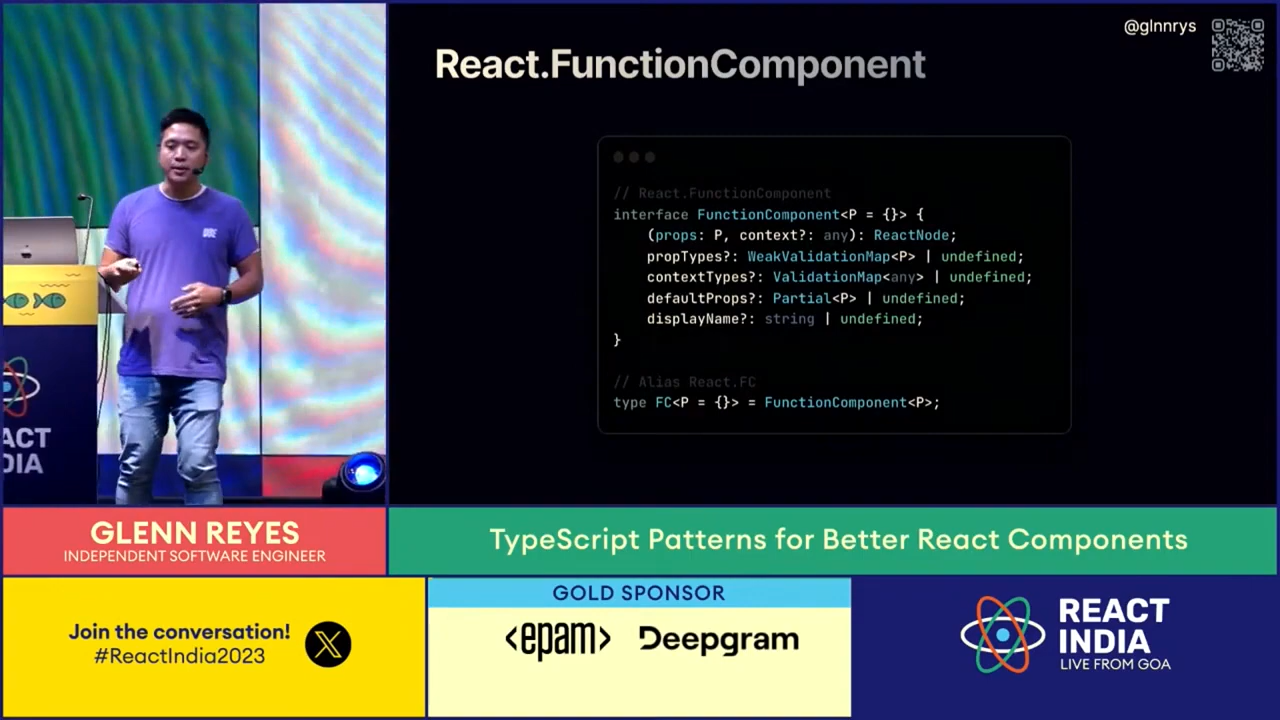 @glnnrys
React.FunctionComponent
// React.FunctionComponent
interface FunctionComponent<P = {}> {
(props: P, context?: any): ReactNode;
propTypes?: WeakValidationMap<P> | undefined;
contextTypes?: ValidationMap<any> | undefined;
defaultProps?: Partial<P> | undefined;
displayName?: string | undefined;
}
// Alias React.FC
type FC<P = {}> = FunctionComponent<P>;
ACT
DIA
GLENN REYES
INDEPENDENT SOFTWARE ENGINEER
TypeScript Patterns for Better React Components
Join the conversation!
#ReactIndia2023
GOLD SPONSOR
<epam>
Deepgram
REACT
INDIA
LIVE FROM GOA